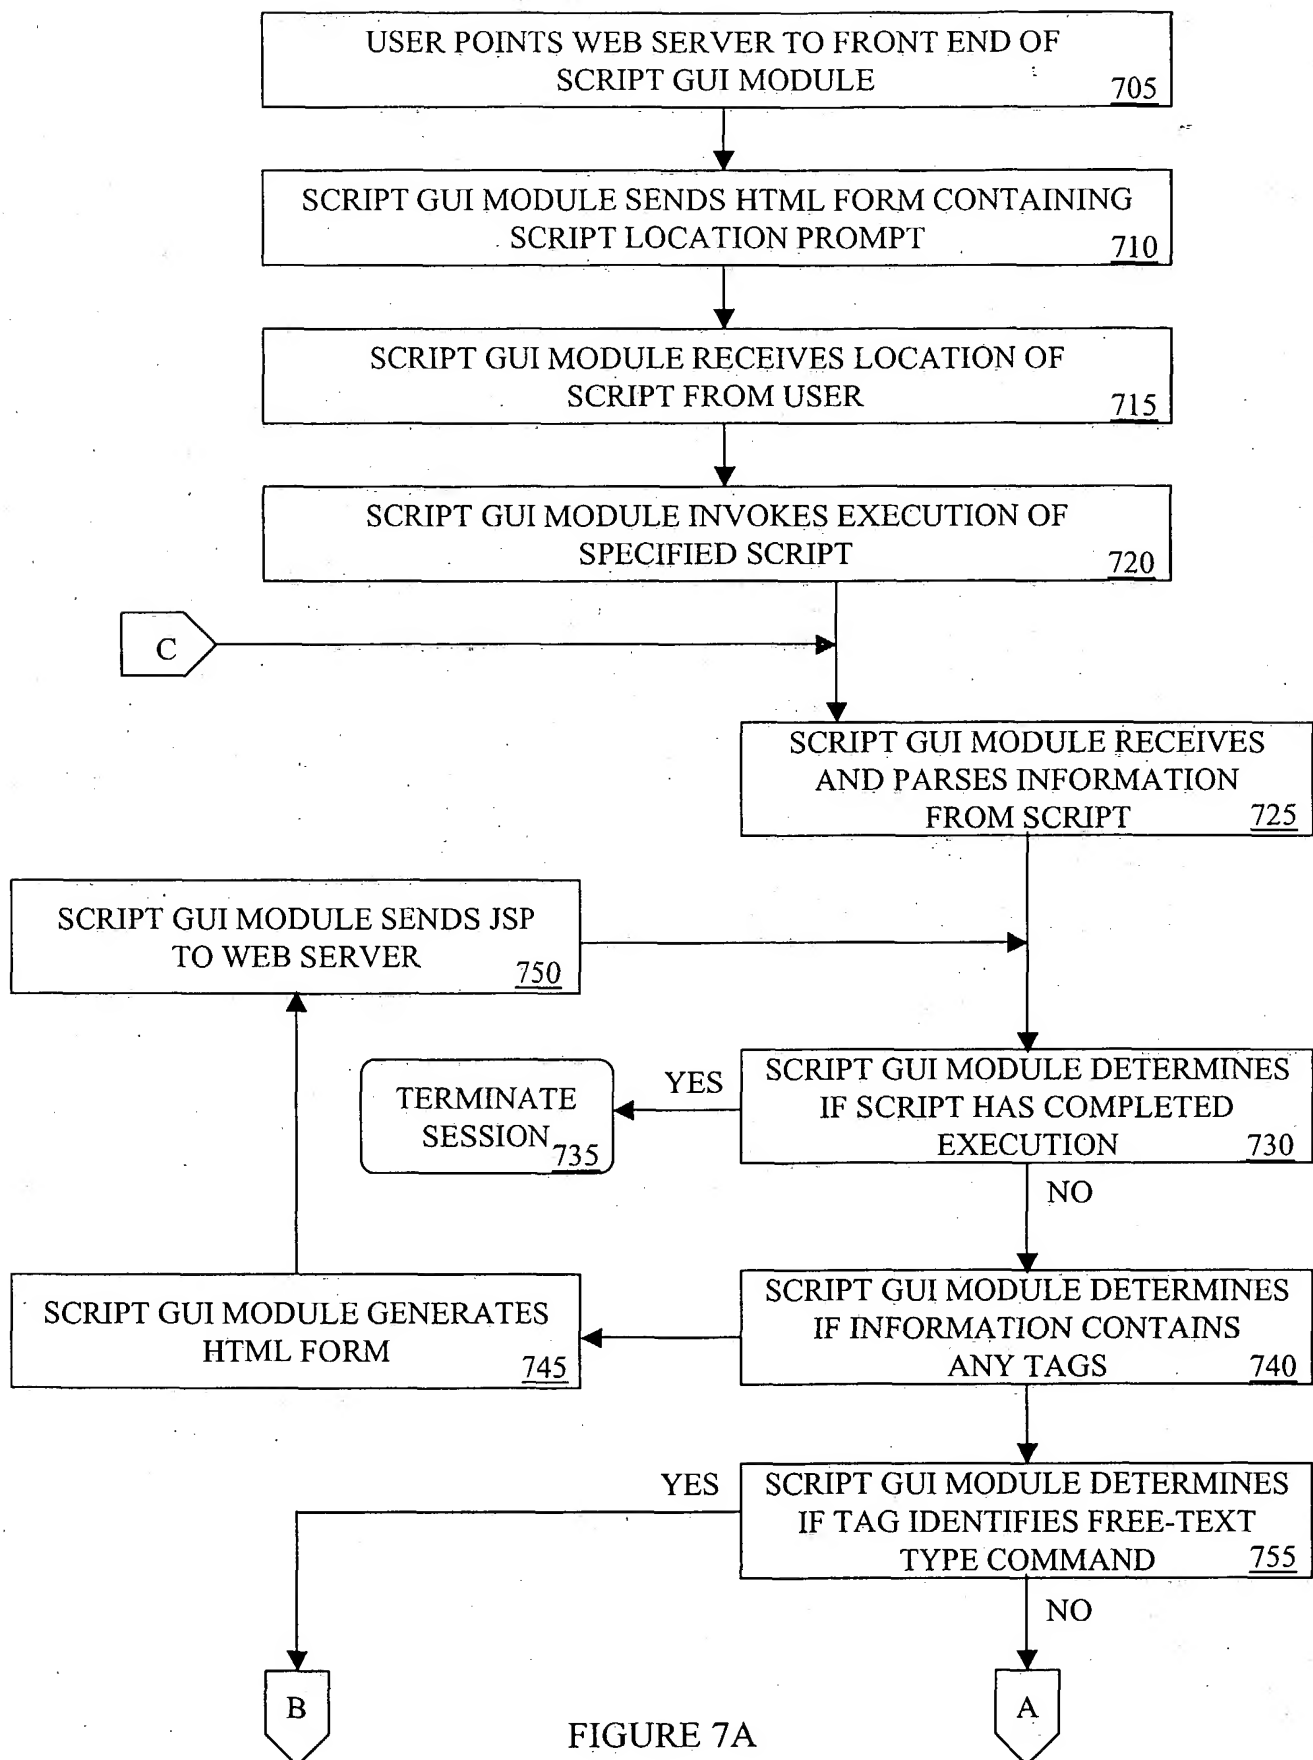 USER POINTS WEB SERVER TO FRONT END OF
SCRIPT GUI MODULE
705
SCRIPT GUI MODULE SENDS HTML FORM CONTAINING
SCRIPT LOCATION PROMPT
710
SCRIPT GUI MODULE RECEIVES LOCATION OF
SCRIPT FROM USER
715
SCRIPT GUI MODULE INVOKES EXECUTION OF
SPECIFIED SCRIPT
720
C
SCRIPT GUI MODULE RECEIVES
AND PARSES INFORMATION
FROM SCRIPT
725
SCRIPT GUI MODULE SENDS JSP
TO WEB SERVER
750
SCRIPT GUI MODULE DETERMINES
IF SCRIPT HAS COMPLETED
EXECUTION
730
YES
TERMINATE
SESSION
735
NO
SCRIPT GUI MODULE GENERATES
HTML FORM
745
SCRIPT GUI MODULE DETERMINES
IF INFORMATION CONTAINS
ANY TAGS
740
YES
SCRIPT GUI MODULE DETERMINES
IF TAG IDENTIFIES FREE-TEXT
TYPE COMMAND
755
NO
B
A
FIGURE 7A